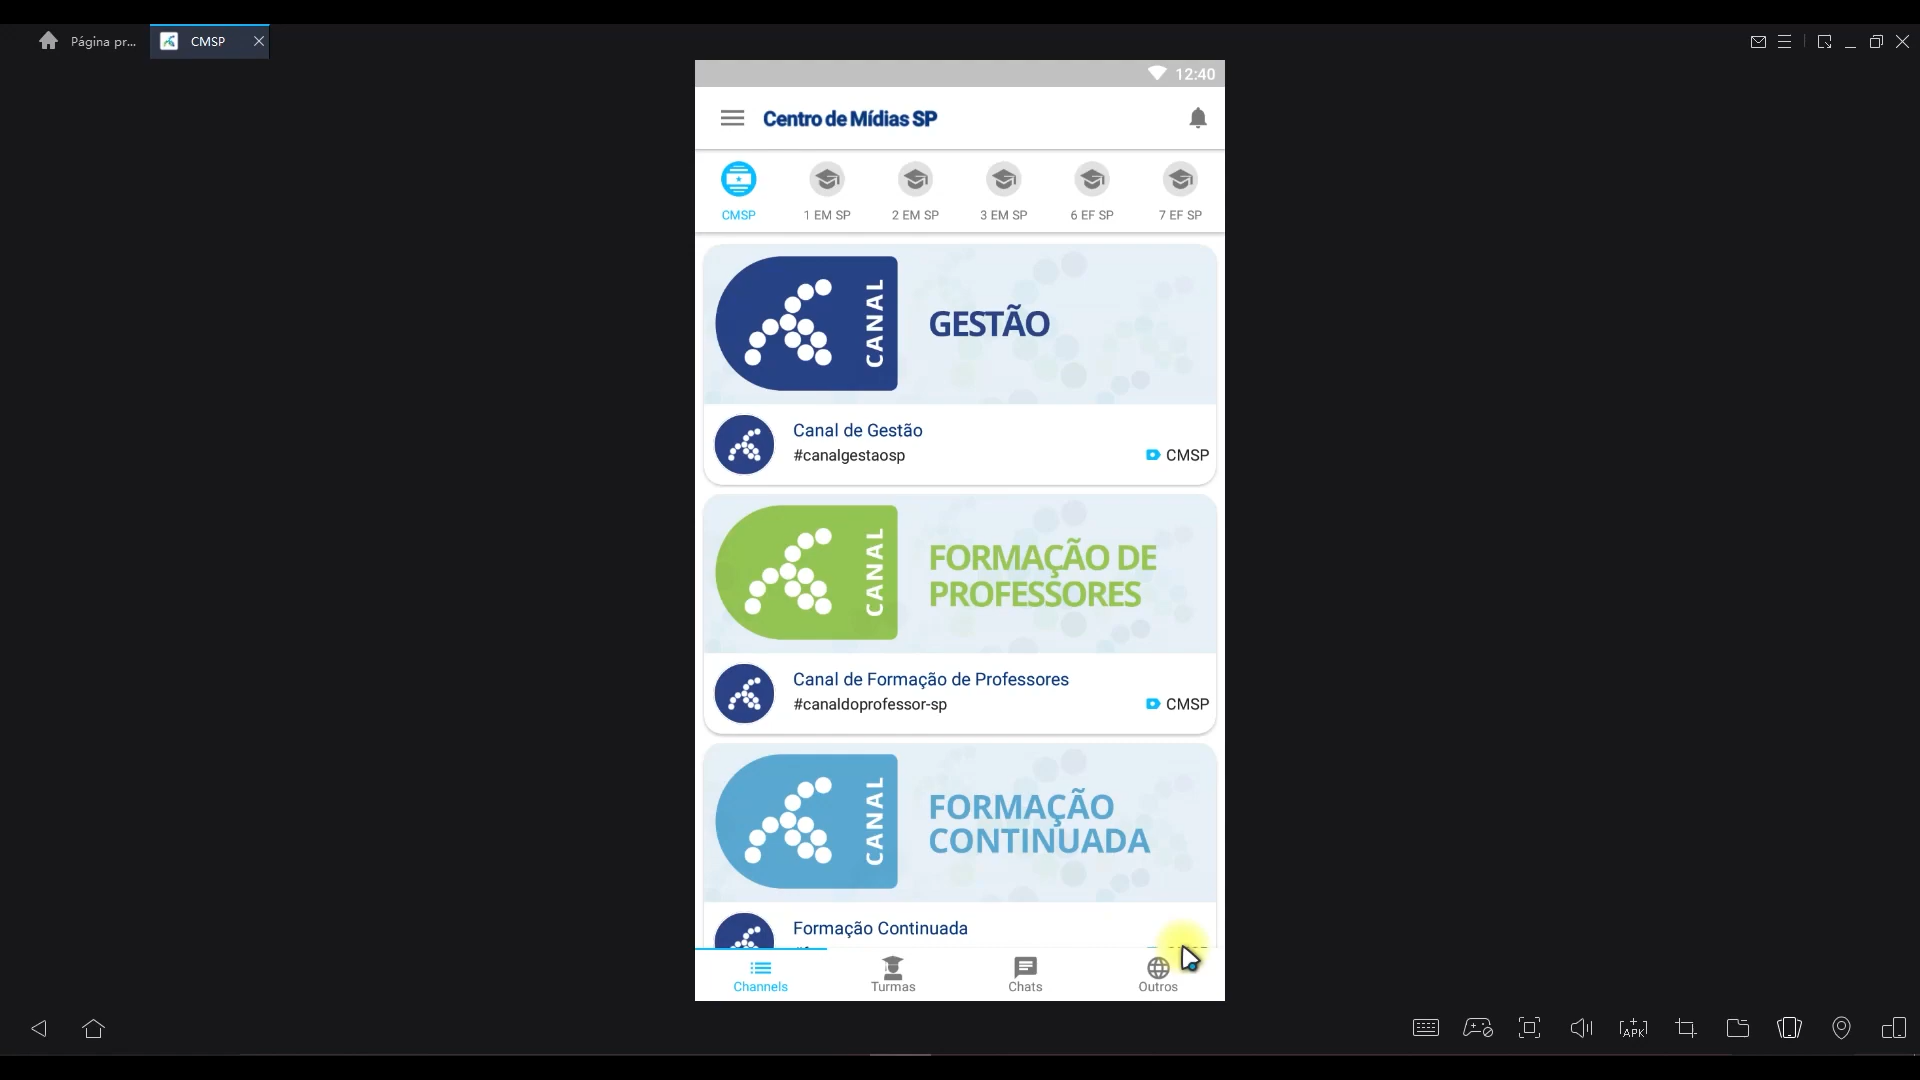 Página pr...
CMSP
12:40
Centro de Mídias SP
CMSP
1 EM SP
2 EM SP
3 EM SP
6 EF SP
7 EF SP
CANAL
GESTÃO
Canal de Gestão
#canalgestaosp
CMSP
CANAL
FORMAÇÃO DE
PROFESSORES
Canal de Formação de Professores
#canaldoprofessor-sp
CMSP
CANAL
FORMAÇÃO
CONTINUADA
Formação Continuada
Channels
Turmas
Chats
Outros
APK